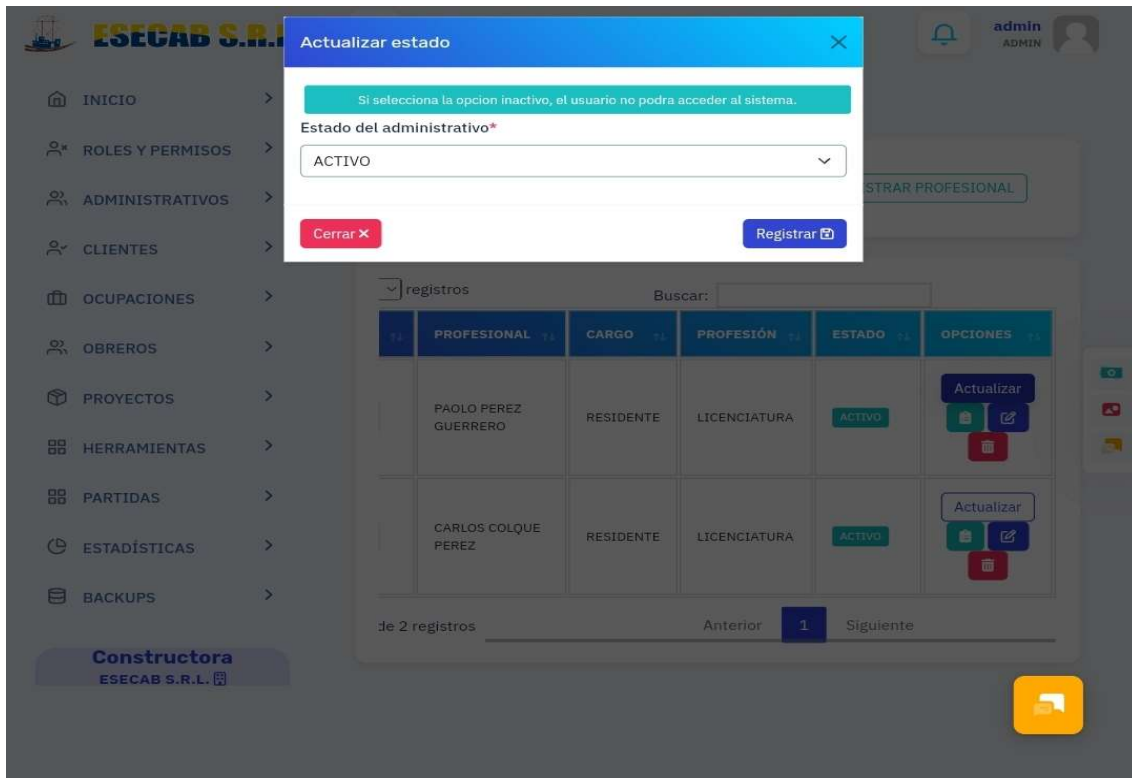 ESECAB S.R.
admin
ADMIN
Actualizar estado
Si selecciona la opcion inactivo, el usuario no podra acceder al sistema.
Estado del administrativo*
ACTIVO
Cerrar
Registrar
INICIO
ROLES Y PERMISOS
ADMINISTRATIVOS
CLIENTES
OCUPACIONES
OBREROS
PROYECTOS
HERRAMIENTAS
PARTIDAS
ESTADÍSTICAS
BACKUPS
Constructora
ESECAB S.R.L.
STRAR PROFESIONAL
registros
Buscar:
PROFESIONAL CARGO PROFESIÓN ESTADO OPCIONES
PAOLO PEREZ
GUERRERO
RESIDENTE
LICENCIATURA
ACTIVO
Actualizar
CARLOS COLQUE
PEREZ
RESIDENTE
LICENCIATURA
ACTIVO
Actualizar
de 2 registros
Anterior 1 Siguiente